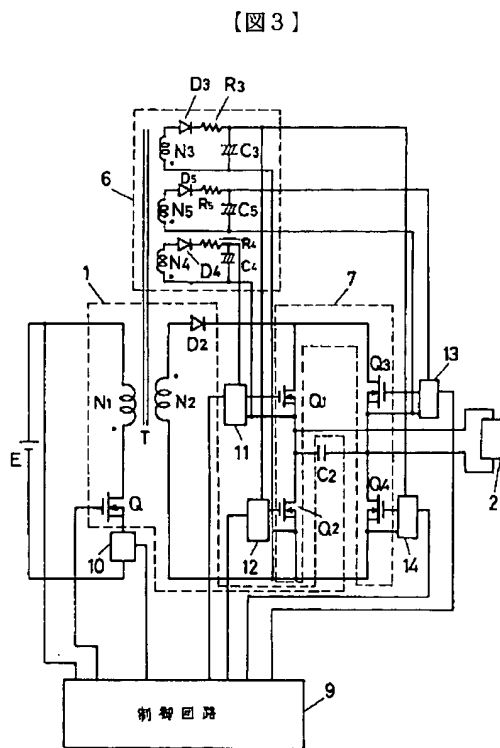 【図3】
D3 R3
N3 C3
6
D5
R5
N5 C5
R4
N4 D4 C4
1
7
D2
Q3 13
N1 N2
Q1
E T 11
C2 2
Q
Q4
Q2
10 12 14
制御回路 9